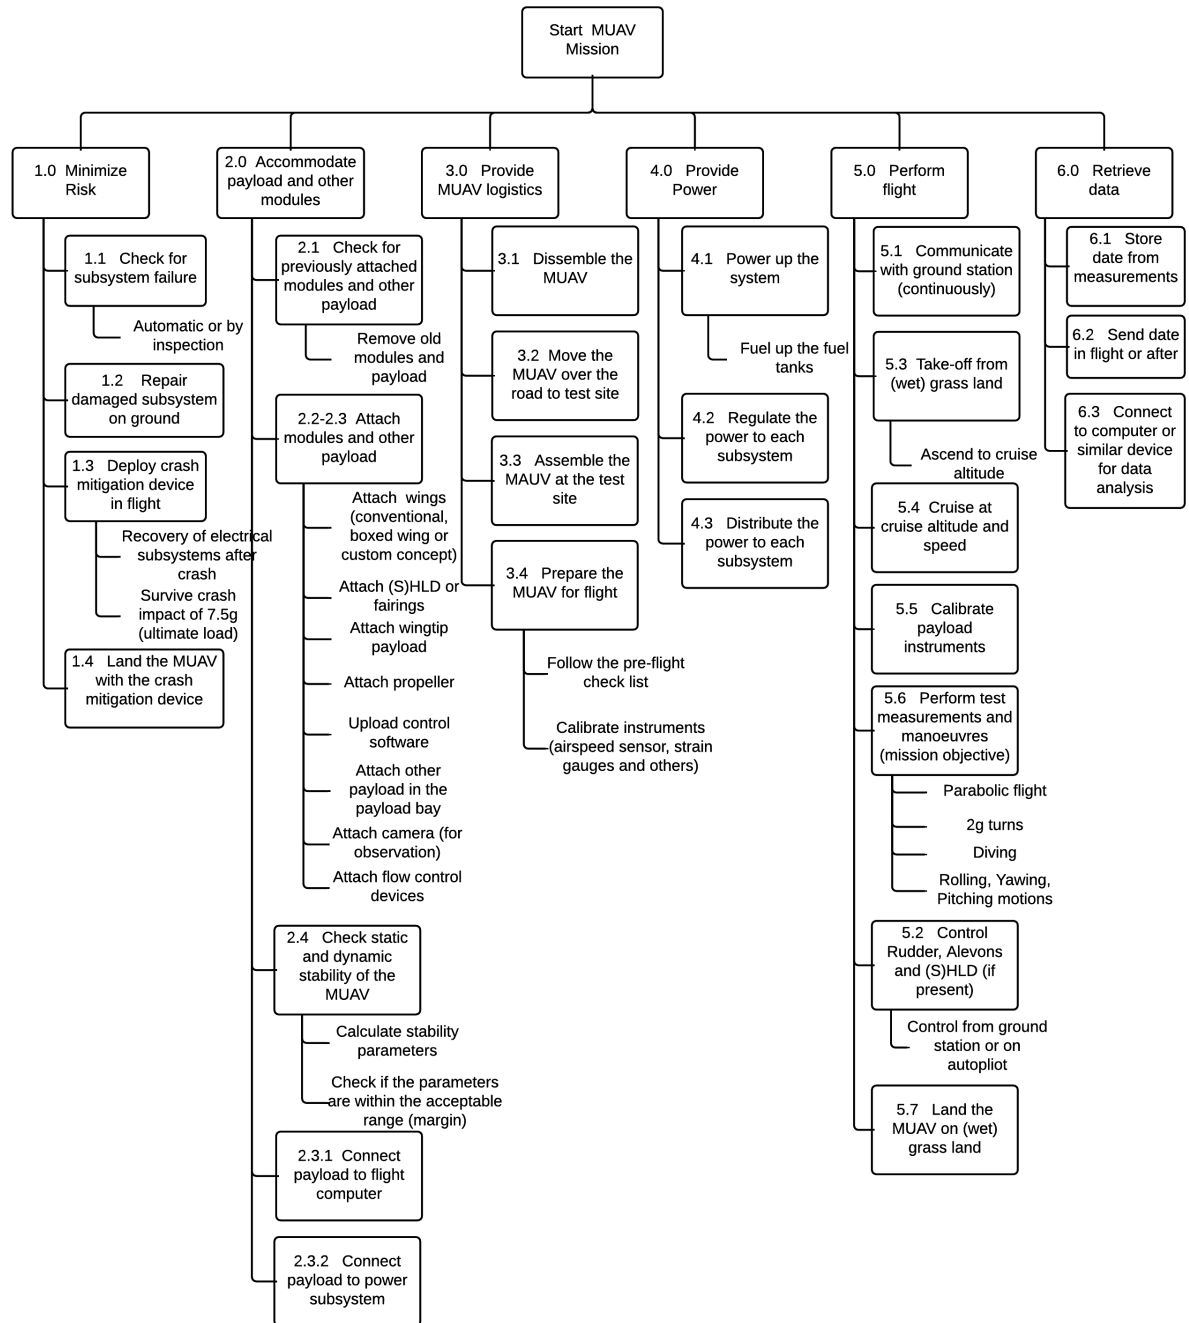 Start MUAV
Mission
1.0 Minimize
Risk
1.1 Check for
subsystem failure
Automatic or by
inspection
1.2 Repair
damaged subsystem
on ground
1.3 Deploy crash
mitigation device
in flight
Recovery of electrical
subsystems after
crash
Survive crash
impact of 7.5g
(ultimate load)
1.4 Land the MUAV
with the crash
mitigation device
2.0 Accommodate
payload and other
modules
2.1 Check for
previously attached
modules and other
payload
Remove old
modules and
payload
2.2-2.3 Attach
modules and other
payload
Attach wings
(conventional,
boxed wing or
custom concept)
Attach (S)HLD or
fairings
Attach wingtip
payload
Attach propeller
Upload control
software
Attach other
payload in the
payload bay
Attach camera (for
observation)
Attach flow control
devices
2.4 Check static
and dynamic
stability of the
MUAV
Calculate stability
parameters
Check if the parameters
are within the acceptable
range (margin)
2.3.1 Connect
payload to flight
computer
2.3.2 Connect
payload to power
subsystem
3.0 Provide
MUAV logistics
3.1 Dissemble the
MUAV
3.2 Move the
MUAV over the
road to test site
3.3 Assemble the
MAUV at the test
site
3.4 Prepare the
MUAV for flight
Follow the pre-flight
check list
Calibrate instruments
(airspeed sensor, strain
gauges and others)
4.0 Provide
Power
4.1 Power up the
system
Fuel up the fuel
tanks
4.2 Regulate the
power to each
subsystem
4.3 Distribute the
power to each
subsystem
5.0 Perform
flight
5.1 Communicate
with ground station
(continuously)
5.3 Take-off from
(wet) grass land
Ascend to cruise
altitude
5.4 Cruise at
cruise altitude and
speed
5.5 Calibrate
payload
instruments
5.6 Perform test
measurements and
manoeuvres
(mission objective)
Parabolic flight
2g turns
Diving
Rolling, Yawing,
Pitching motions
5.2 Control
Rudder, Alevons
and (S)HLD (if
present)
Control from ground
station or on
autopliot
5.7 Land the
MUAV on (wet)
grass land
6.0 Retrieve
data
6.1 Store
date from
measurements
6.2 Send date
in flight or after
6.3 Connect
to computer or
similar device
for data
analysis